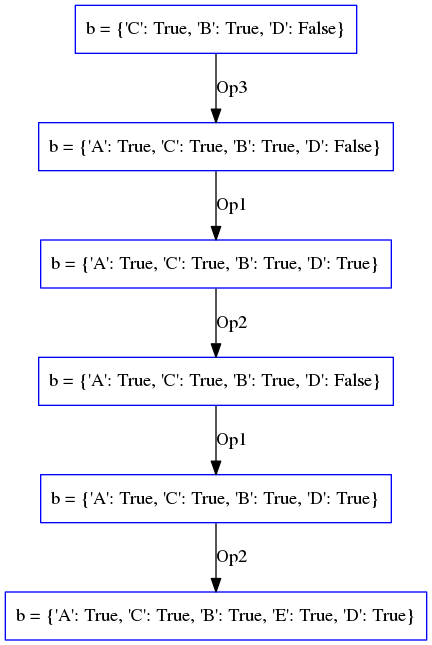 b = {'C': True, 'B': True, 'D': False}
Op3
b = {'A': True, 'C': True, 'B': True, 'D': False}
Op1
b = {'A': True, 'C': True, 'B': True, 'D': True}
Op2
b = {'A': True, 'C': True, 'B': True, 'D': False}
Op1
b = {'A': True, 'C': True, 'B': True, 'D': True}
Op2
b = {'A': True, 'C': True, 'B': True, 'E': True, 'D': True}